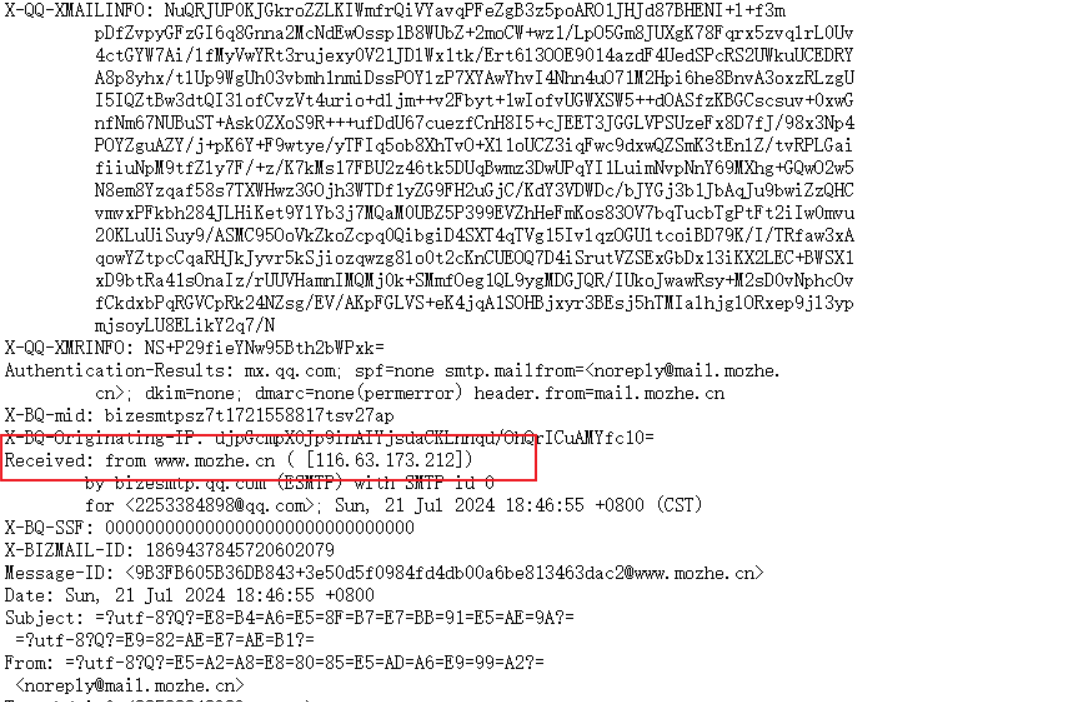 X-QQ-XMAILINFO: NuQRJUP0KJGkroZZLKIWmfrQiVYavqPFeZgB3z5poARO1JHJd87BHENI+1+f3m
pDfZvpyGFzGI6q8Gnna2McNdEwOssp1B8WUbZ+2moCW+wz1/LpO5Gm8JUXgK78Fqrx5zvq1rL0Uv
4ctGYW7Ai/1fMyVwYRt3rujexy0V21JD1Wx1tk/Ert613OOE9O14azdF4UedSPcRS2UWkuUCEDRY
A8p8yhx/t1Up9WgUh03vbmh1nmiDssPOY1zP7XYAwYhvI4Nhn4uO71M2Hpi6he8BnvA3oxzRLzgU
I5IQZtBw3dtQI31ofCvzVt4urio+d1jm++v2Fbyt+1wIofvUGWXSW5++dOASfzKBGCscsuv+0xwG
nfNm67NUBuST+Ask0ZXoS9R+++ufDdU67cuezfCnH8I5+cJEET3JGGLVPSUzeFx8D7fJ/98x3Np4
POYZguAZY/j+pK6Y+F9wtye/yTFIq5ob8XhTvO+X11oUCZ3iqFwc9dxwQZSmK3tEn1Z/tvRPLGai
fiiuNpM9tfZ1y7F/+z/K7kMs17FBU2z46tk5DUqBwmz3DwUPqYI1LuimNvpNnY69MXhg+GQwO2w5
N8em8Yzqaf58s7TXWHwz3GOjh3WTDf1yZG9FH2uGjC/KdY3VDWDc/bJYGj3b1JbAqJu9bwiZzQHC
vmvxPFkbh284JLHiKet9Y1Yb3j7MQaM0UBZ5P399EVZhHeFmKos83OV7bqTucbTgPtFt2iIw0mvu
20KLuUiSuy9/ASMC95OoVkZkoZcpq0QibgiD4SXT4qTVg15Iv1qzOGU1tcoiBD79K/I/TRfaw3xA
qowYZtpcCqaRHJkJyvr5kSjiozqwzg81o0t2cKnCUEOQ7D4iSrutVZSExGbDx13iKX2LEC+BWSX1
xD9btRa41sOnaIz/rUUVHamnIMQMj0k+SMmfOeg1QL9ygMDGJQR/IUkoJwawRsy+M2sD0vNphcOv
fCkdxbPqRGVCpRk24NZsg/EV/AKpFGLVS+eK4jqA1SOHBjxyr3BEsj5hTMIa1hjg1ORxep9j13yp
mjsoyLU8ELikY2q7/N
X-QQ-XMRINFO: NS+P29fieYNw95Bth2bWPxk=
Authentication-Results: mx.qq.com; spf=none smtp.mailfrom=<noreply@mail.mozhe.
cn>; dkim=none; dmarc=none(permerror) header.from=mail.mozhe.cn
X-BQ-mid: bizesmtpsz7t1721558817tsv27ap
X-BQ-Originating-IP:
Received: from www.mozhe.cn ( [116.63.173.212])
by bizesmtp.qq.com (ESMTP) with SMTP id 0
for <2253384898@qq.com>; Sun, 21 Jul 2024 18:46:55 +0800 (CST)
X-BQ-SSF: 0000000000000000000000000000000
X-BIZMAIL-ID: 1869437845720602079
Message-ID: <9B3FB605B36DB843+3e50d5f0984fd4db00a6be813463dac2@www.mozhe.cn>
Date: Sun, 21 Jul 2024 18:46:55 +0800
Subject: =?utf-8?Q?=E8=B4=A6=E5=8F=B7=E7=BB=91=E5=AE=9A?=
=?utf-8?Q?=E9=82=AE=E7=AE=B1?=
From: =?utf-8?Q?=E5=A2=A8=E8=80=85=E5=AD=A6=E9=99=A2?=
<noreply@mail.mozhe.cn>